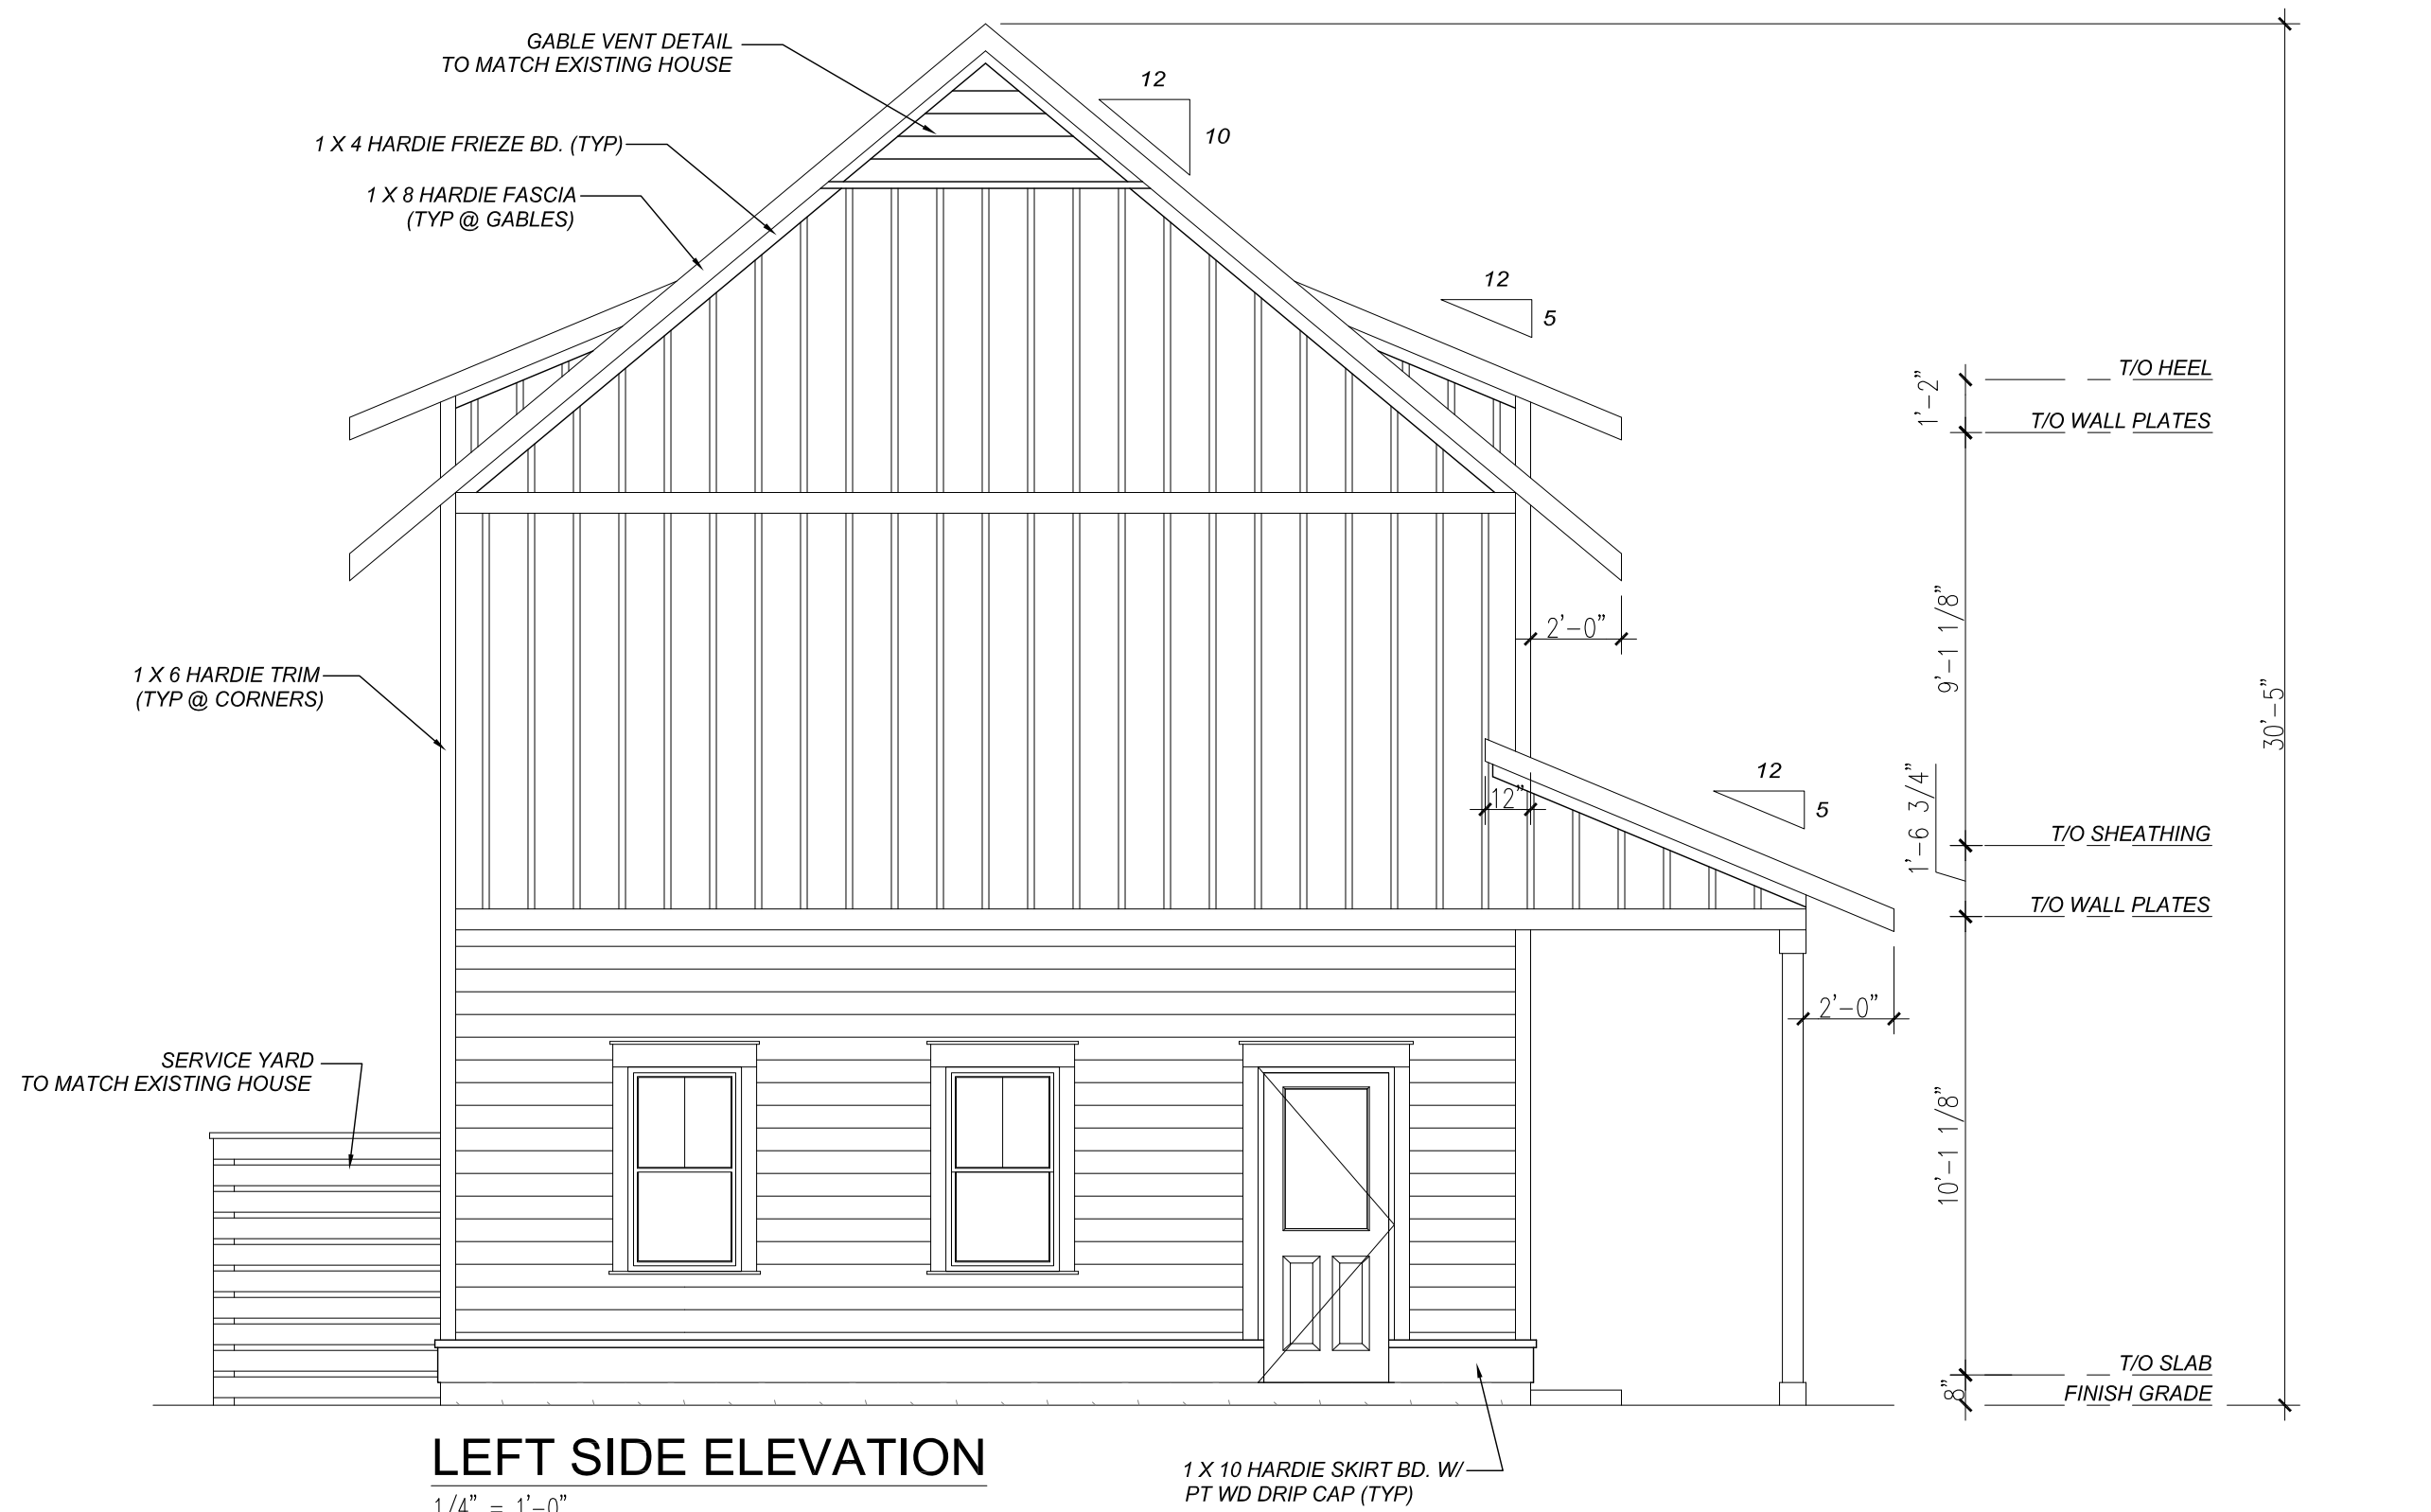 GABLE VENT DETAIL
TO MATCH EXISTING HOUSE
12
10
1 X 4 HARDIE FRIEZE BD. (TYP)
1 X 8 HARDIE FASCIA
(TYP @ GABLES)
12
5
T/O HEEL
1'-2"
T/O WALL PLATES
9'-1 1/8"
2'-0"
1 X 6 HARDIE TRIM
(TYP @ CORNERS)
30'-5"
12
5
12"
1'-6 3/4"
T/O SHEATHING
T/O WALL PLATES
2'-0"
SERVICE YARD
TO MATCH EXISTING HOUSE
10'-1 1/8"
T/O SLAB
8"
FINISH GRADE
LEFT SIDE ELEVATION
1/4" = 1'-0"
1 X 10 HARDIE SKIRT BD. W/
PT WD DRIP CAP (TYP)